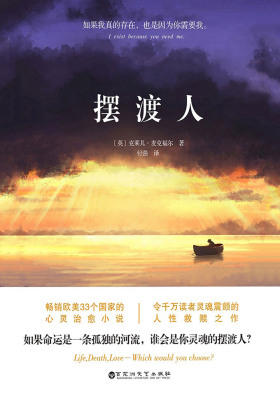 如果我真的存在，也是因为你需要我。
I exist because you need me.
摆渡人
［英］克莱儿·麦克福尔 著
付强 译
畅销欧美33个国家的
心灵治愈小说
令千万读者灵魂震颤的
人性救赎之作
如果命运是一条孤独的河流，谁会是你灵魂的摆渡人？
Life,Death,Love—Which would you choose?
百花洲文艺出版社